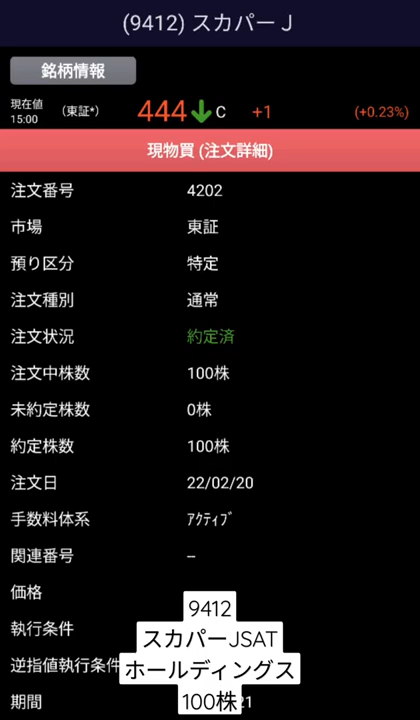 (9412) スカパーJ
銘柄情報
現在値
15:00
(東証*)
444 C +1 (+0.23%)
現物買 (注文詳細)
注文番号 4202
市場 東証
預り区分 特定
注文種別 通常
注文状況 約定済
注文中株数 100株
未約定株数 0株
約定株数 100株
注文日 22/02/20
手数料体系 ｱｸﾃｨﾌﾞ
関連番号 --
価格
執行条件
逆指値執行条件
期間 21
9412
スカパーJSAT
ホールディングス
100株